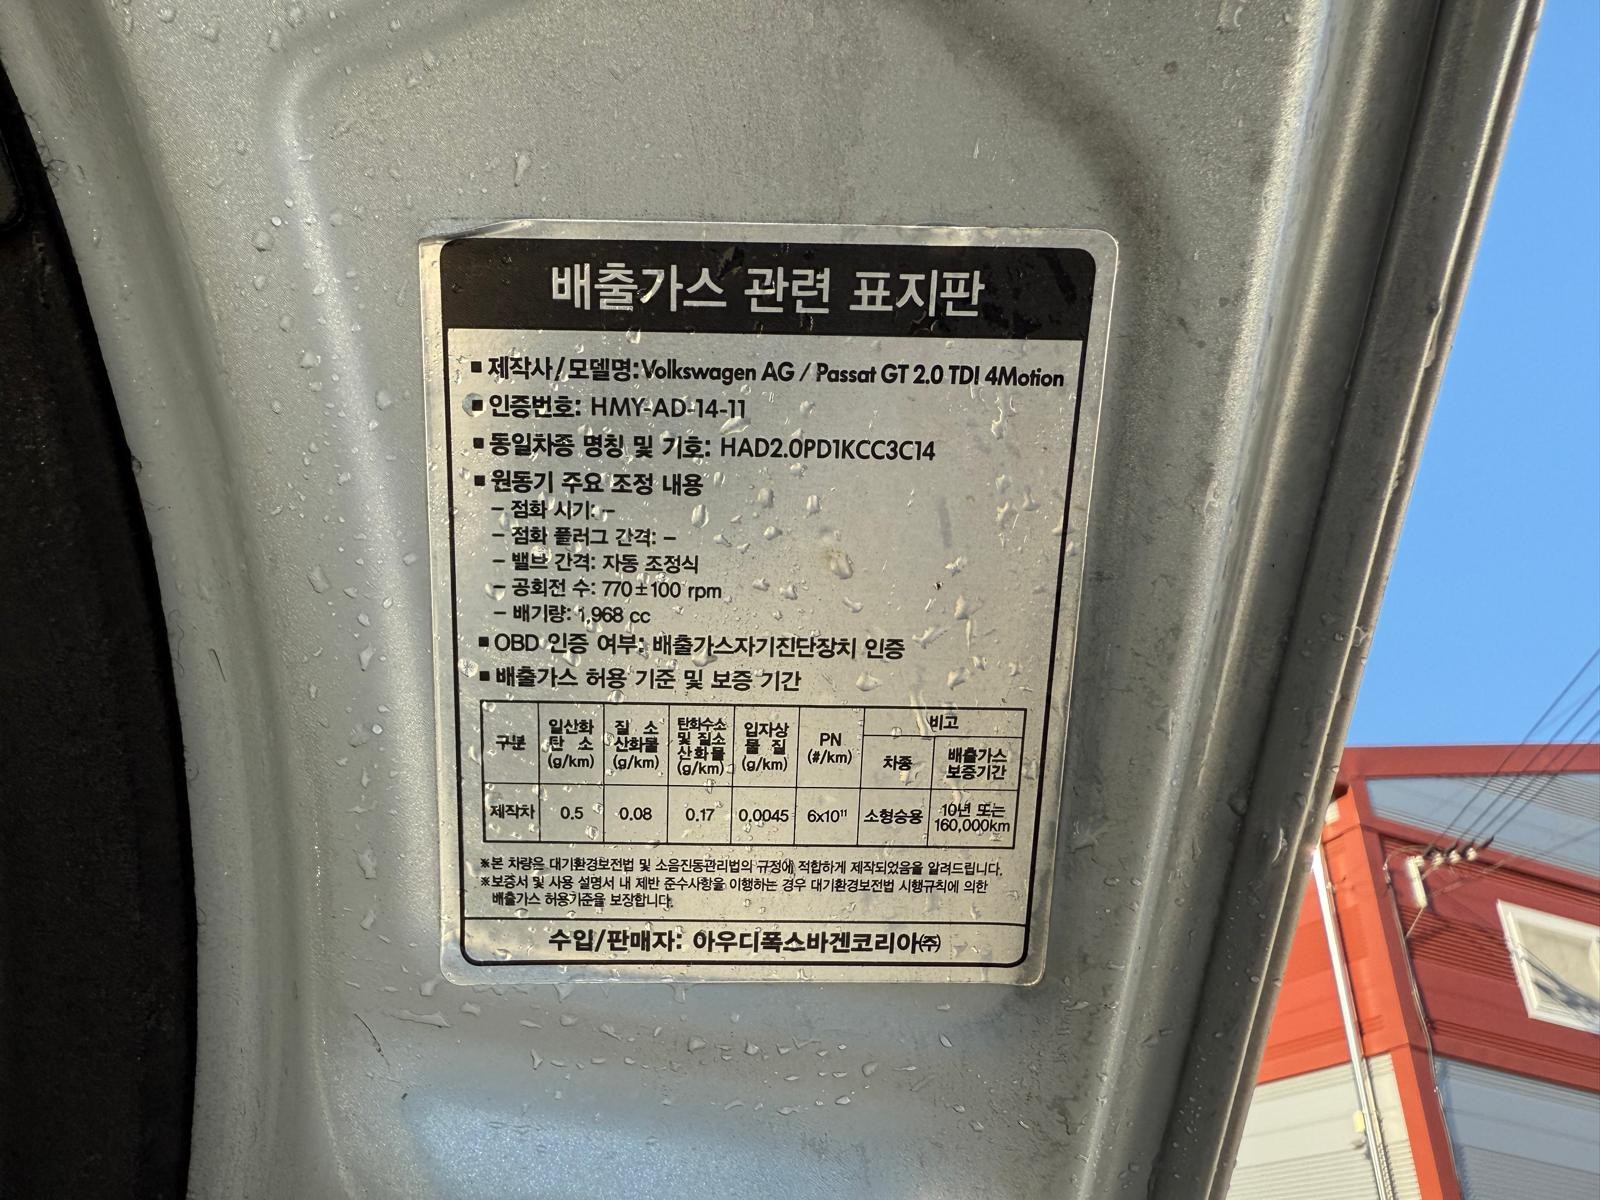 배출가스 관련 표지판
■ 제작사/모델명: Volkswagen AG / Passat GT 2.0 TDI 4Motion
■ 인증번호: HMY-AD-14-11
■ 동일차종 명칭 및 기호: HAD2.0PD1KCC3C14
■ 원동기 주요 조정 내용
– 점화 시기: –
– 점화 플러그 간격: –
– 밸브 간격: 자동 조정식
– 공회전 수: 770±100 rpm
– 배기량: 1,968 cc
■ OBD 인증 여부: 배출가스자기진단장치 인증
■ 배출가스 허용 기준 및 보증 기간
구분 일산화 탄소 (g/km) 질소 산화물 (g/km) 탄화수소 및 질소 산화물 (g/km) 입자상 물질 (g/km) PN (#/km) 비고
차종 배출가스 보증기간
제작차 0.5 0.08 0.17 0.0045 6x10¹¹ 소형승용 10년 또는 160,000km
※본 차량은 대기환경보전법 및 소음진동관리법의 규정에 적합하게 제작되었음을 알려드립니다.
※보증서 및 사용 설명서 내 제반 준수사항을 이행하는 경우 대기환경보전법 시행규칙에 의한
배출가스 허용기준을 보장합니다.
수입/판매자: 아우디폭스바겐코리아㈜